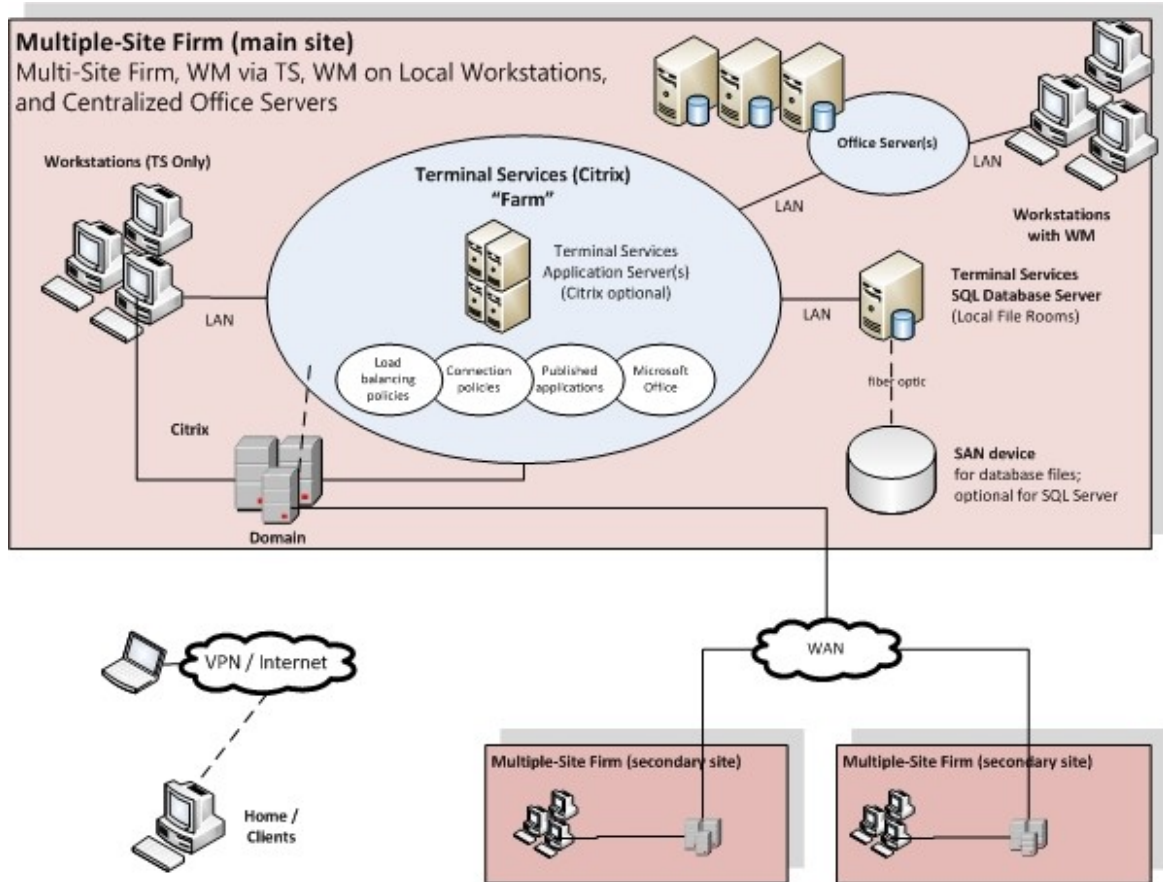 Multiple-Site Firm (main site)
Multi-Site Firm, WM via TS, WM on Local Workstations,
and Centralized Office Servers
Workstations (TS Only)
LAN
Terminal Services (Citrix)
“Farm”
Terminal Services
Application Server(s)
(Citrix optional)
Load
balancing
policies
Connection
policies
Published
applications
Microsoft
Office
Office Server(s)
LAN
LAN
Workstations
with WM
LAN
Terminal Services
SQL Database Server
(Local File Rooms)
fiber optic
SAN device
for database files;
optional for SQL Server
Citrix
Domain
VPN / Internet
WAN
Home /
Clients
Multiple-Site Firm (secondary site)
Multiple-Site Firm (secondary site)